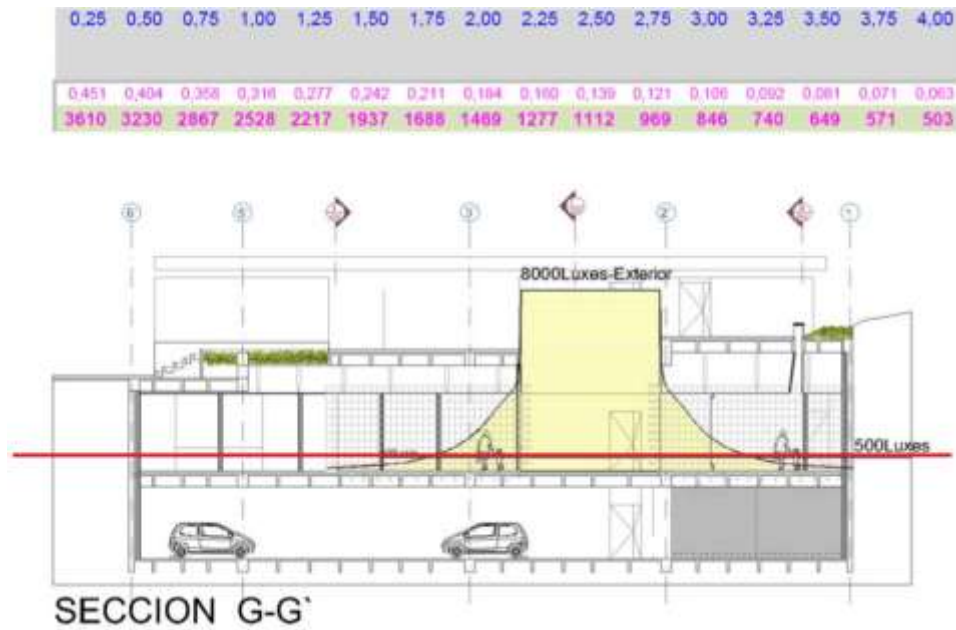 0.25 0.50 0.75 1,00 1,25 1,50 1,75 2,00 2,25 2,50 2,75 3,00 3,25 3,50 3,75 4,00
0,451 0,404 0,358 0,316 0,277 0,242 0,211 0,184 0,160 0,139 0,121 0,106 0,092 0,081 0,071 0,063
3610 3230 2867 2528 2217 1937 1688 1469 1277 1112 969 846 740 649 571 503
6 5 3 2 1
8000Luxes-Exterior
500Luxes
SECCION G-G`